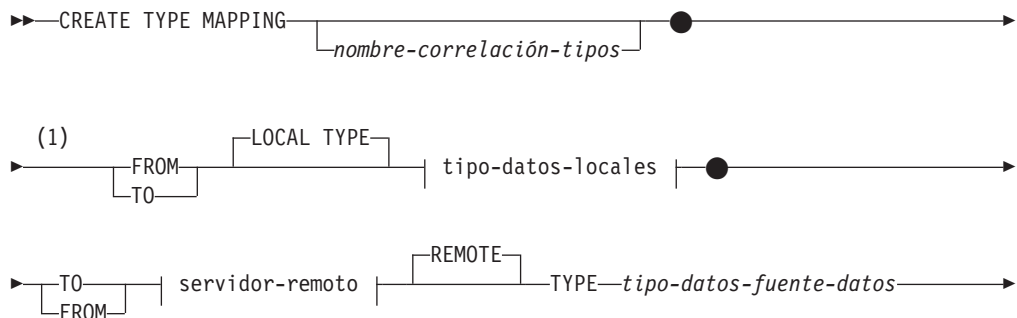 CREATE TYPE MAPPING
nombre-correlación-tipos
(1)
LOCAL TYPE
FROM
tipo-datos-locales
TO
REMOTE
TO
servidor-remoto
TYPE
tipo-datos-fuente-datos
FROM